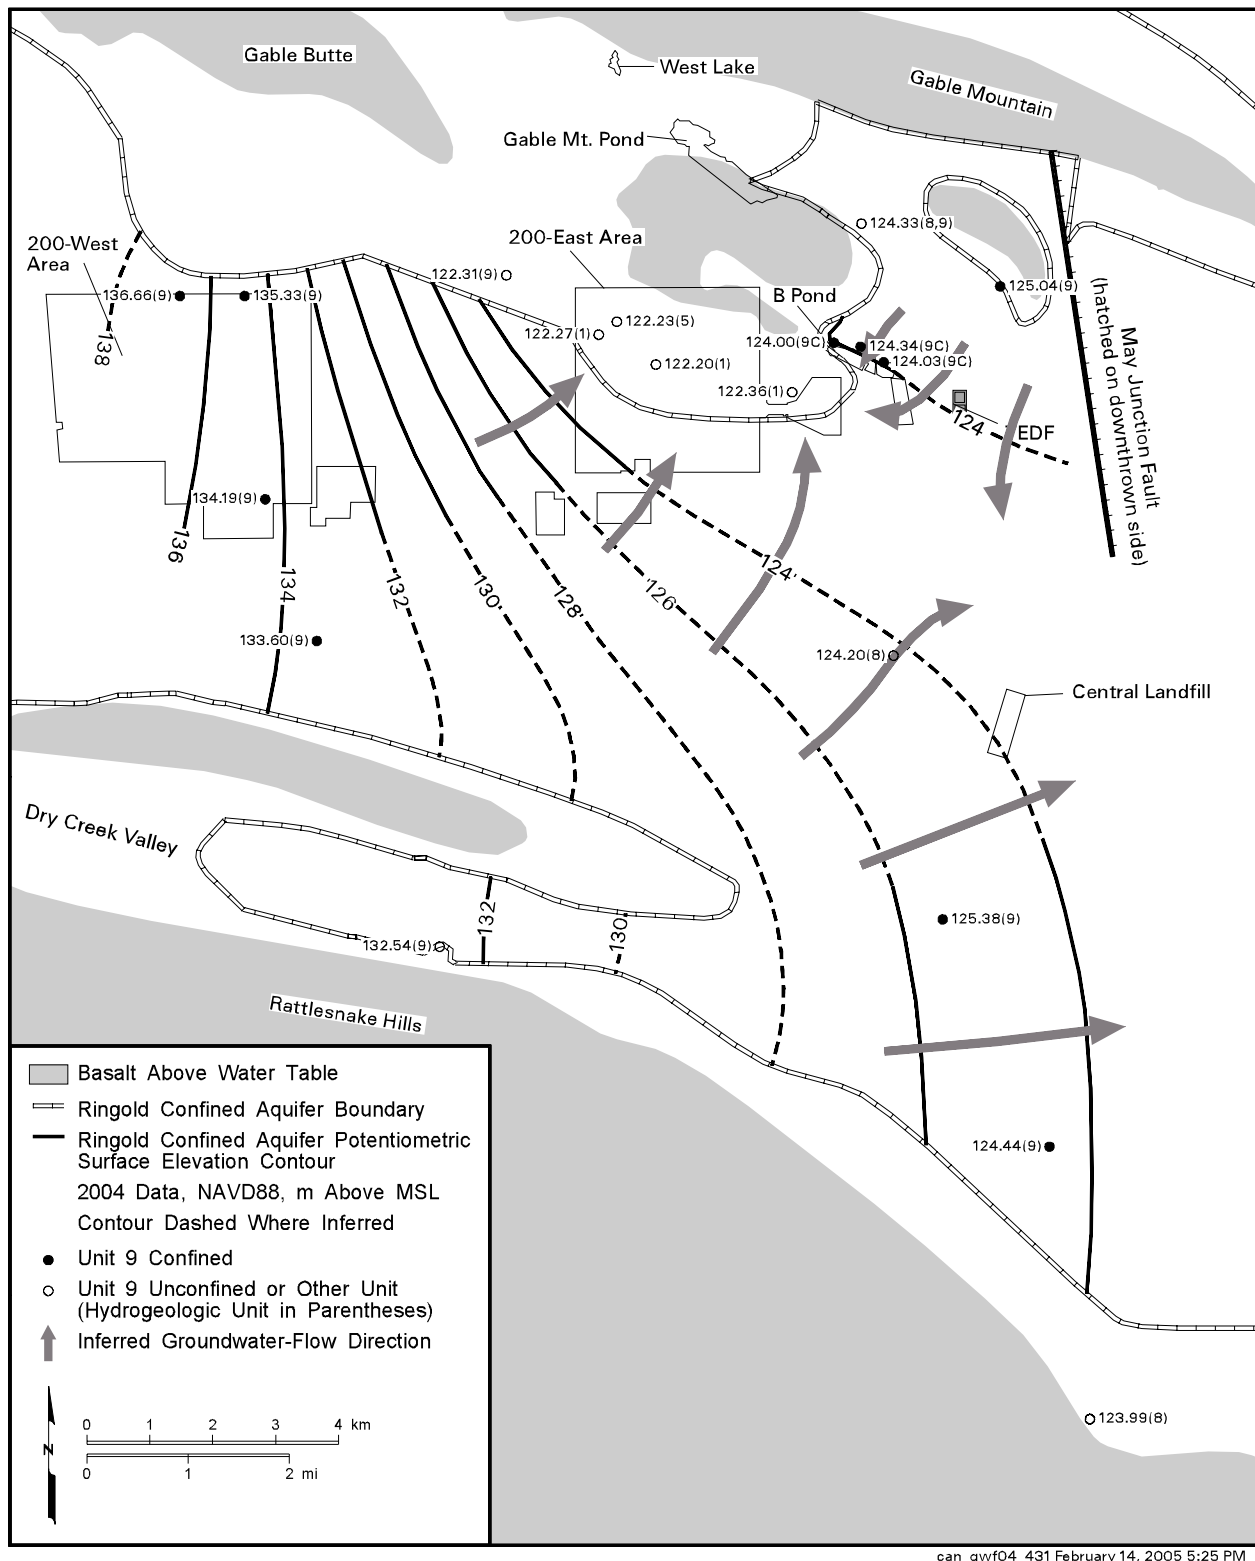 Gable Butte
West Lake
Gable Mountain
Gable Mt. Pond
200-East Area
124.33(8,9)
200-West
Area
122.31(9)
125.04(9)
136.66(9)
135.33(9)
B Pond
122.23(5)
122.27(1)
124.00(9C)
124.34(9C)
124.03(9C)
138
122.20(1)
122.36(1)
May Junction Fault
(hatched on downthrown side)
124
TEDF
134.19(9)
136
134
132
130
128
126
124
133.60(9)
124.20(8)
Central Landfill
Dry Creek Valley
132
130
125.38(9)
132.54(9)
Rattlesnake Hills
124.44(9)
123.99(8)
Basalt Above Water Table
Ringold Confined Aquifer Boundary
Ringold Confined Aquifer Potentiometric
Surface Elevation Contour
2004 Data, NAVD88, m Above MSL
Contour Dashed Where Inferred
Unit 9 Confined
Unit 9 Unconfined or Other Unit
(Hydrogeologic Unit in Parentheses)
Inferred Groundwater-Flow Direction
N
0 1 2 3 4 km
0 1 2 mi
can_gwf04_431 February 14, 2005 5:25 PM